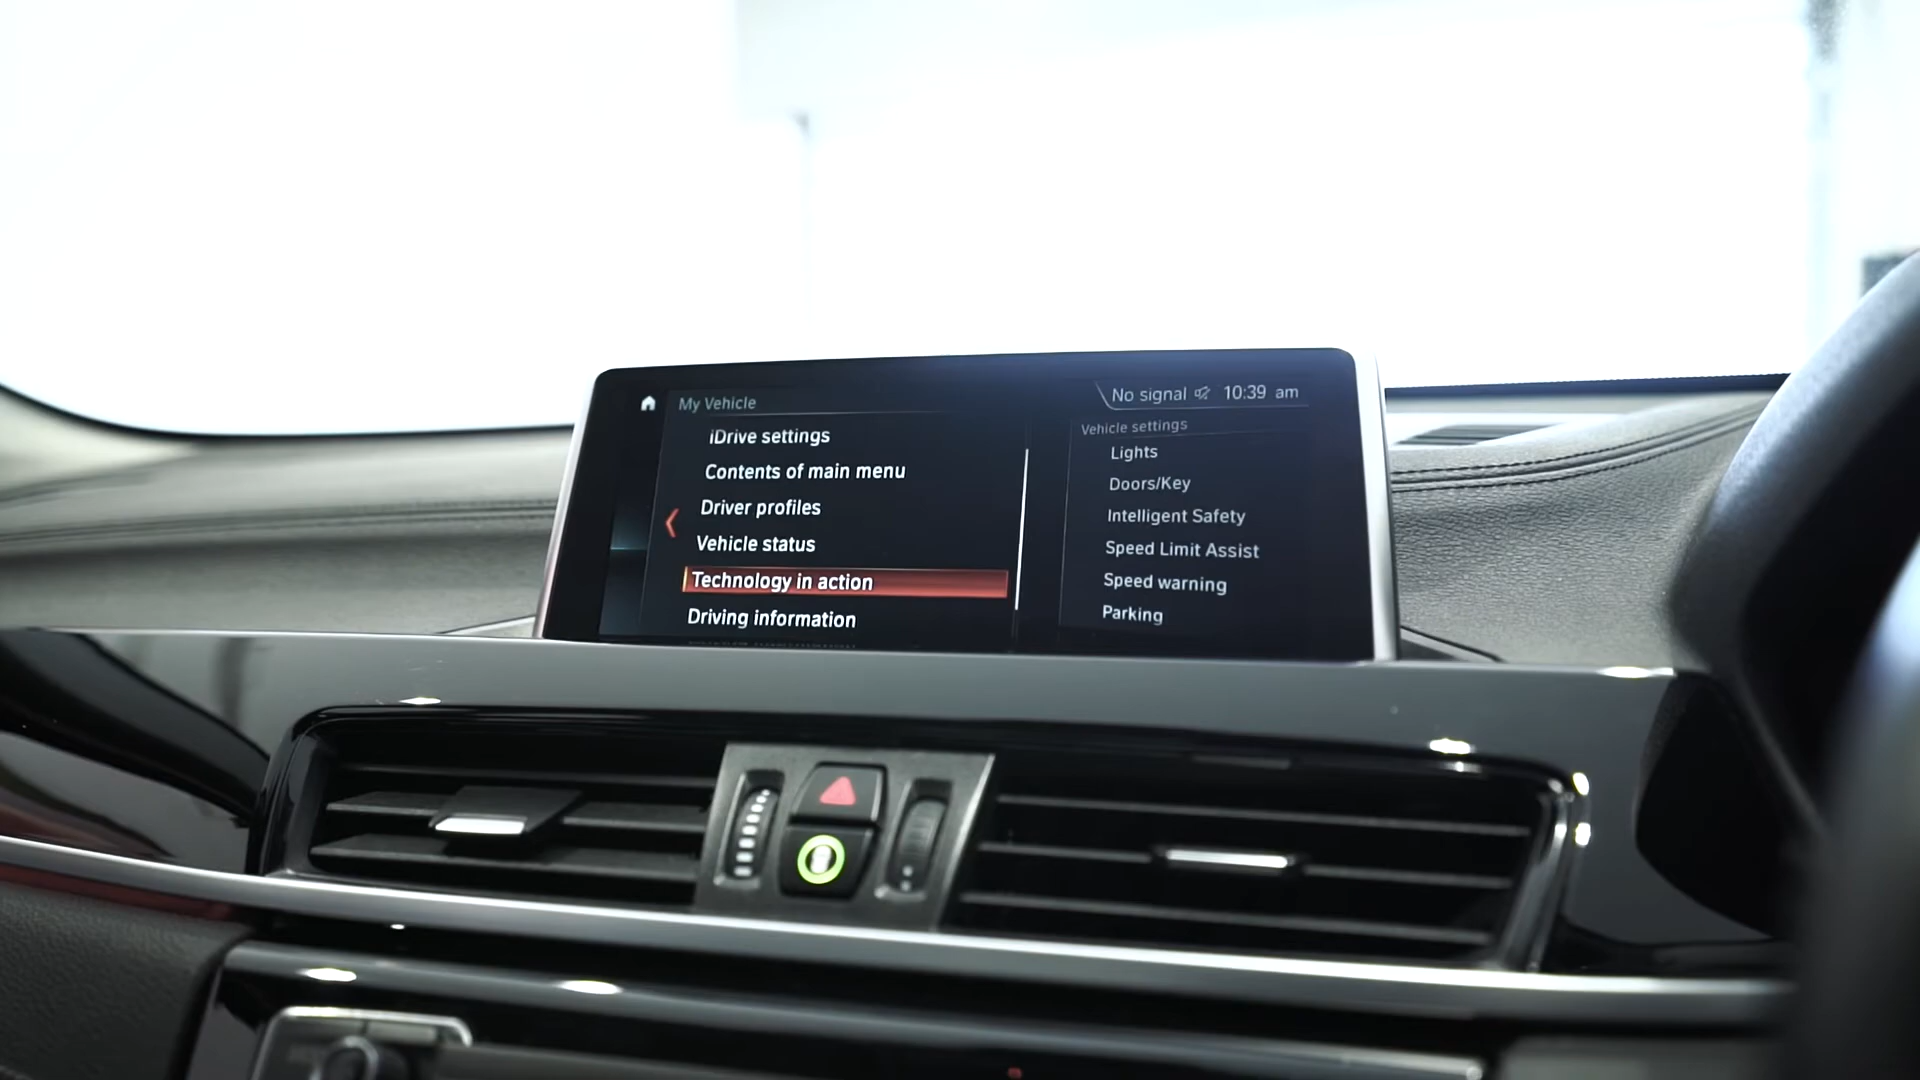 My Vehicle
No signal 10:39 am
iDrive settings
Contents of main menu
Driver profiles
Vehicle status
Technology in action
Driving information
Vehicle settings
Lights
Doors/Key
Intelligent Safety
Speed Limit Assist
Speed warning
Parking